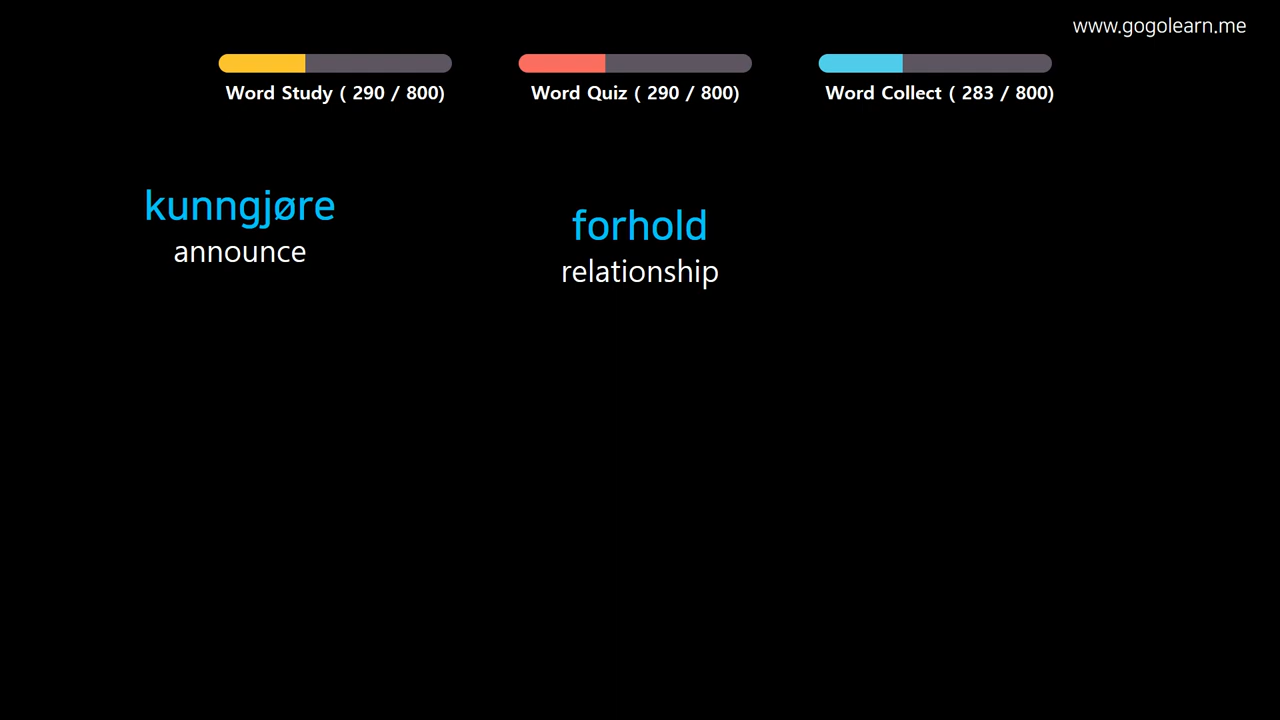 www.gogolearn.me
Word Study ( 290 / 800)
Word Quiz ( 290 / 800)
Word Collect ( 283 / 800)
kunngjøre
announce
forhold
relationship